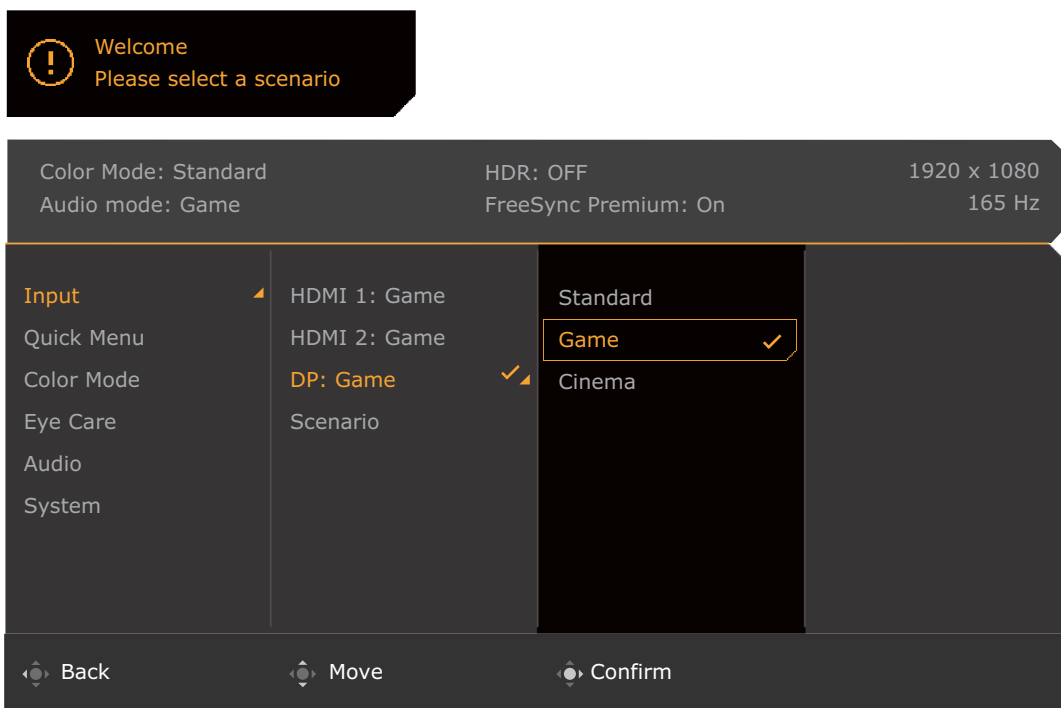 Welcome
Please select a scenario
Color Mode: Standard
Audio mode: Game
HDR: OFF
FreeSync Premium: On
1920 x 1080
165 Hz
Input
Quick Menu
Color Mode
Eye Care
Audio
System
HDMI 1: Game
HDMI 2: Game
DP: Game
Scenario
Standard
Game
Cinema
Back
Move
Confirm